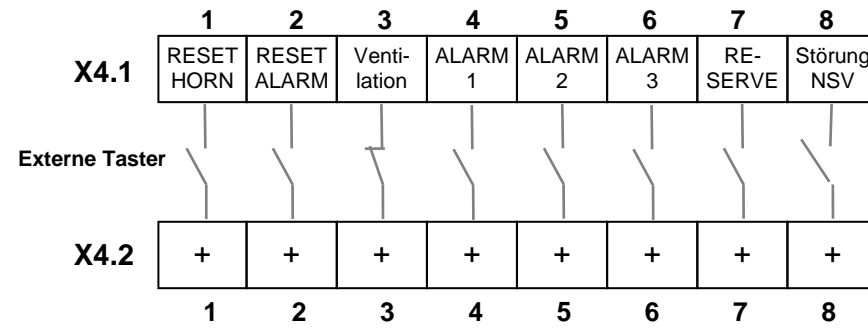 1 2 3 4 5 6 7 8
X4.1
RESET HORN
RESET ALARM
Venti-
lation
ALARM 1
ALARM 2
ALARM 3
RE-
SERVE
Störung NSV
Externe Taster
X4.2
+ + + + + + + +
1 2 3 4 5 6 7 8